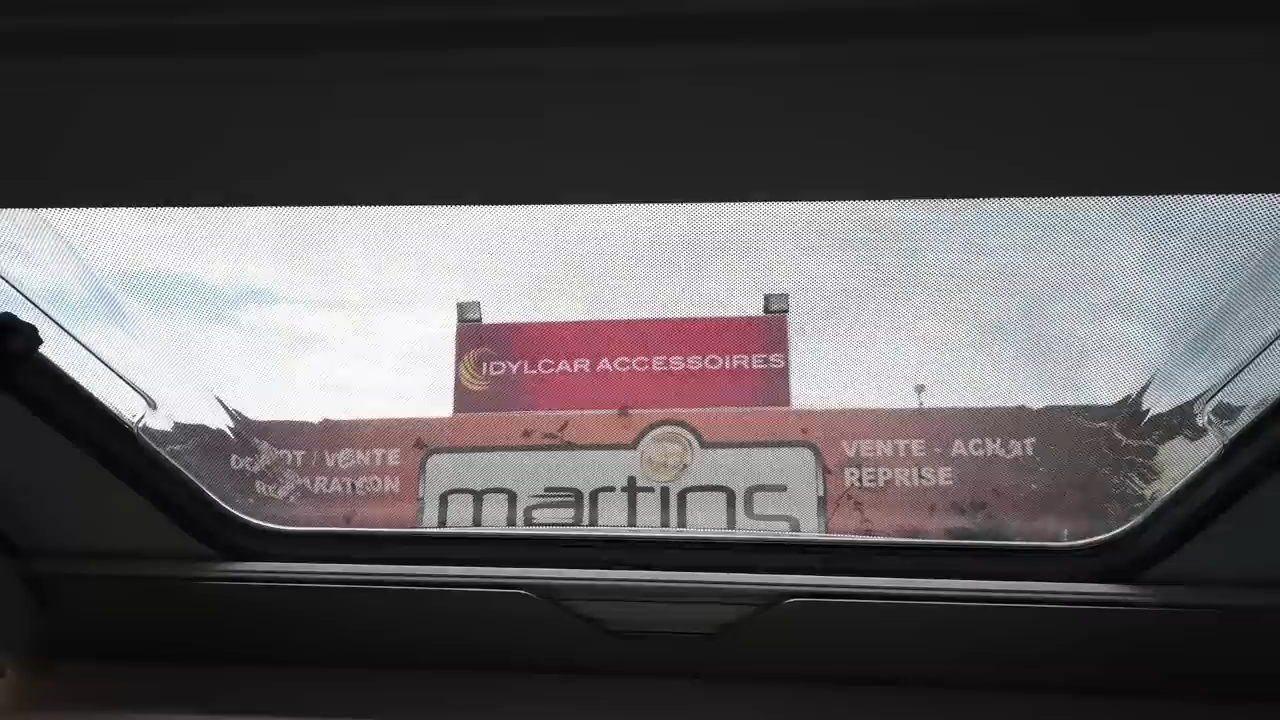 IDYLCAR ACCESSOIRES
DÉPÔT / VENTE
RÉPARATION
martins
VENTE - ACHAT
REPRISE